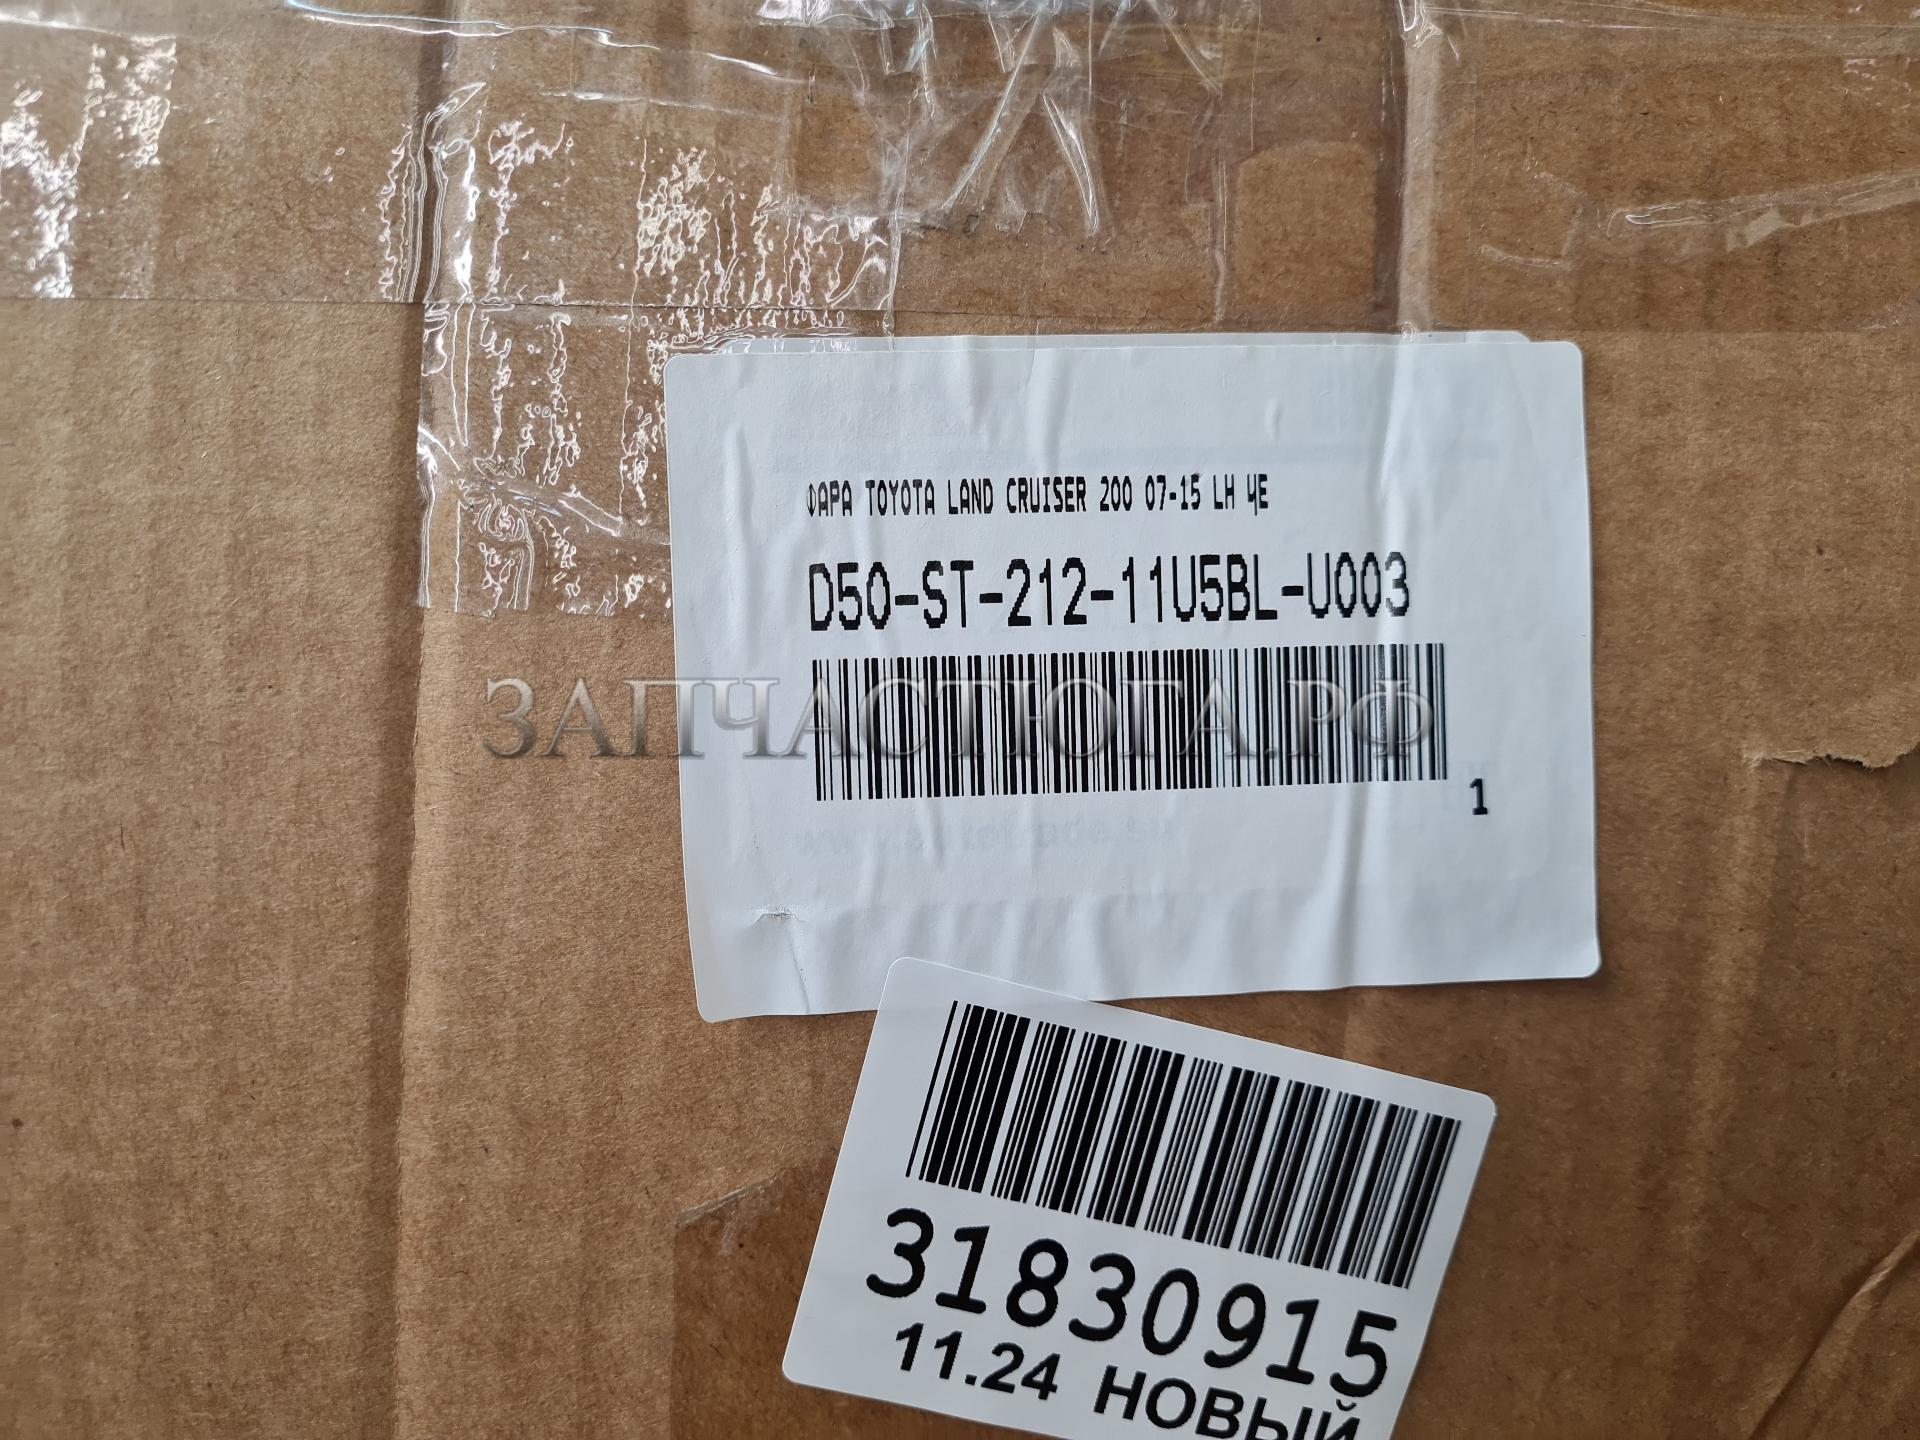 ФАРА TOYOTA LAND CRUISER 200 07-15 LH ЧЕ
D50-ST-212-11U5BL-U003
ЗАПЧАСТЮГА.РФ
1
31830915
11.24 НОВЫЙ